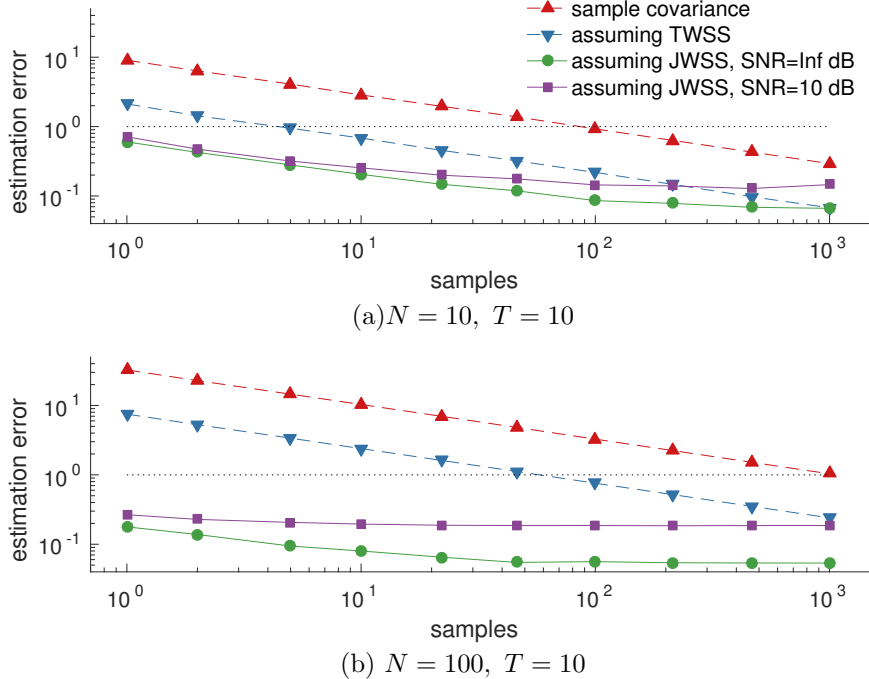 sample covariance
assuming TWSS
assuming JWSS, SNR=Inf dB
assuming JWSS, SNR=10 dB
estimation error
10^1
10^0
10^-1
10^0 10^1 10^2 10^3
samples
(a)N = 10, T = 10
estimation error
10^1
10^0
10^-1
10^0 10^1 10^2 10^3
samples
(b) N = 100, T = 10